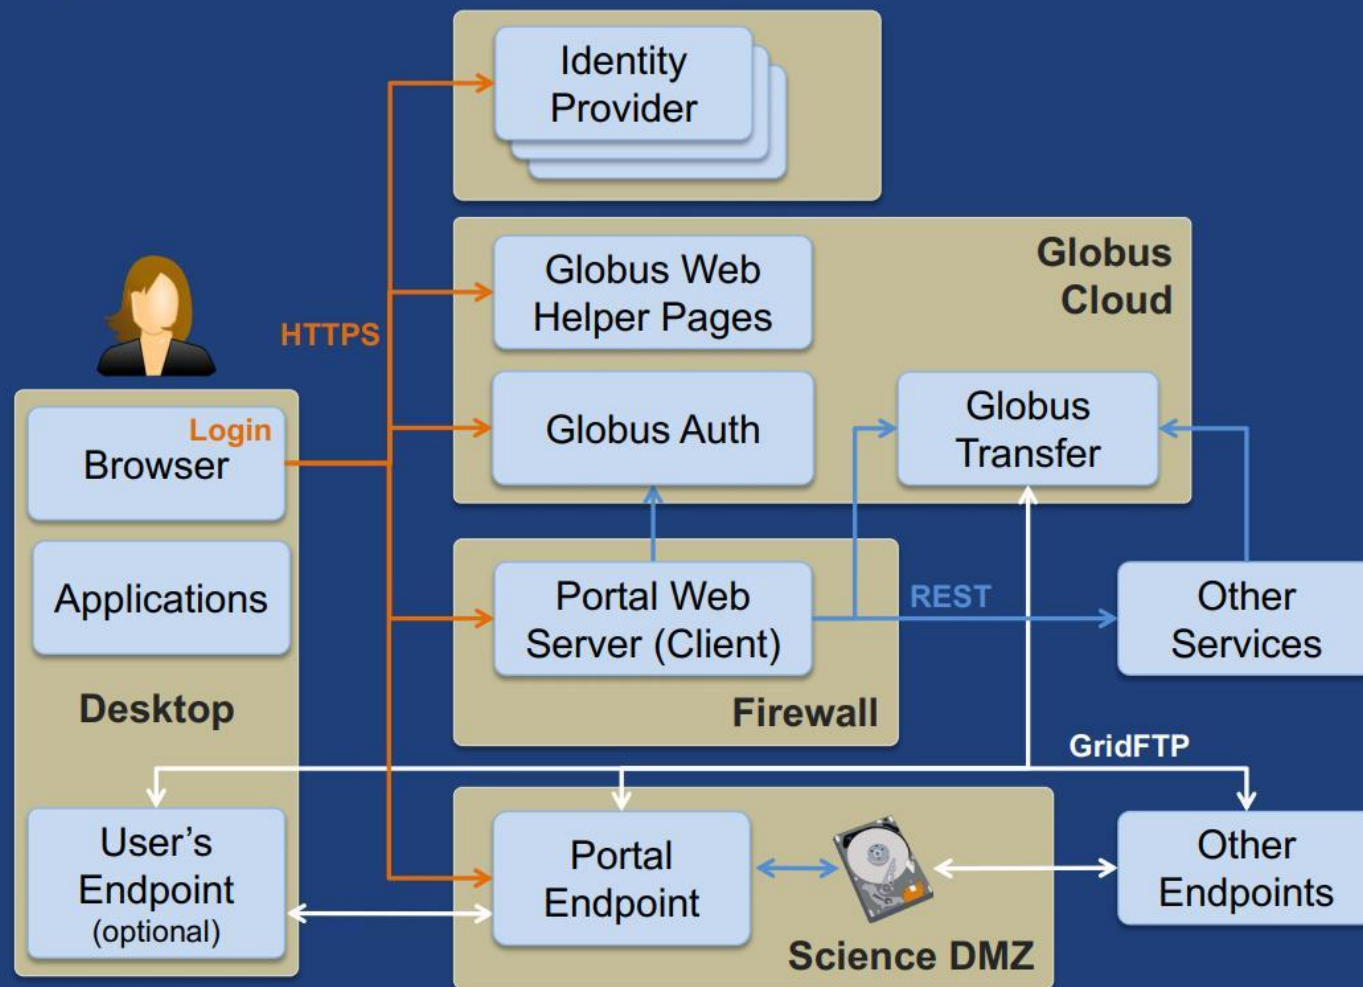 Identity
Provider
Globus Web
Helper Pages
Globus
Cloud
HTTPS
Login
Browser
Globus Auth
Globus
Transfer
Applications
Portal Web
Server (Client)
REST
Other
Services
Desktop
Firewall
GridFTP
User’s
Endpoint
(optional)
Portal
Endpoint
Other
Endpoints
Science DMZ